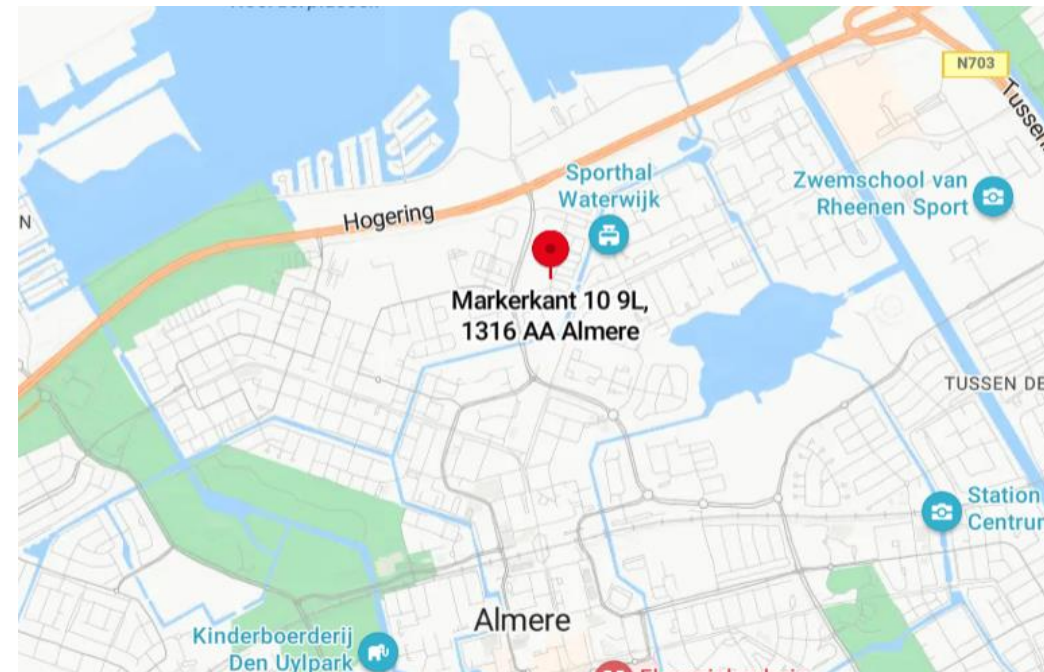 N703
Sporthal
Waterwijk
Zwemschool van
Rheenen Sport
Hogering
N
Markerkant 10 9L,
1316 AA Almere
TUSSEN DE
Station
Almere
Kinderboerderij
Den Uylpark